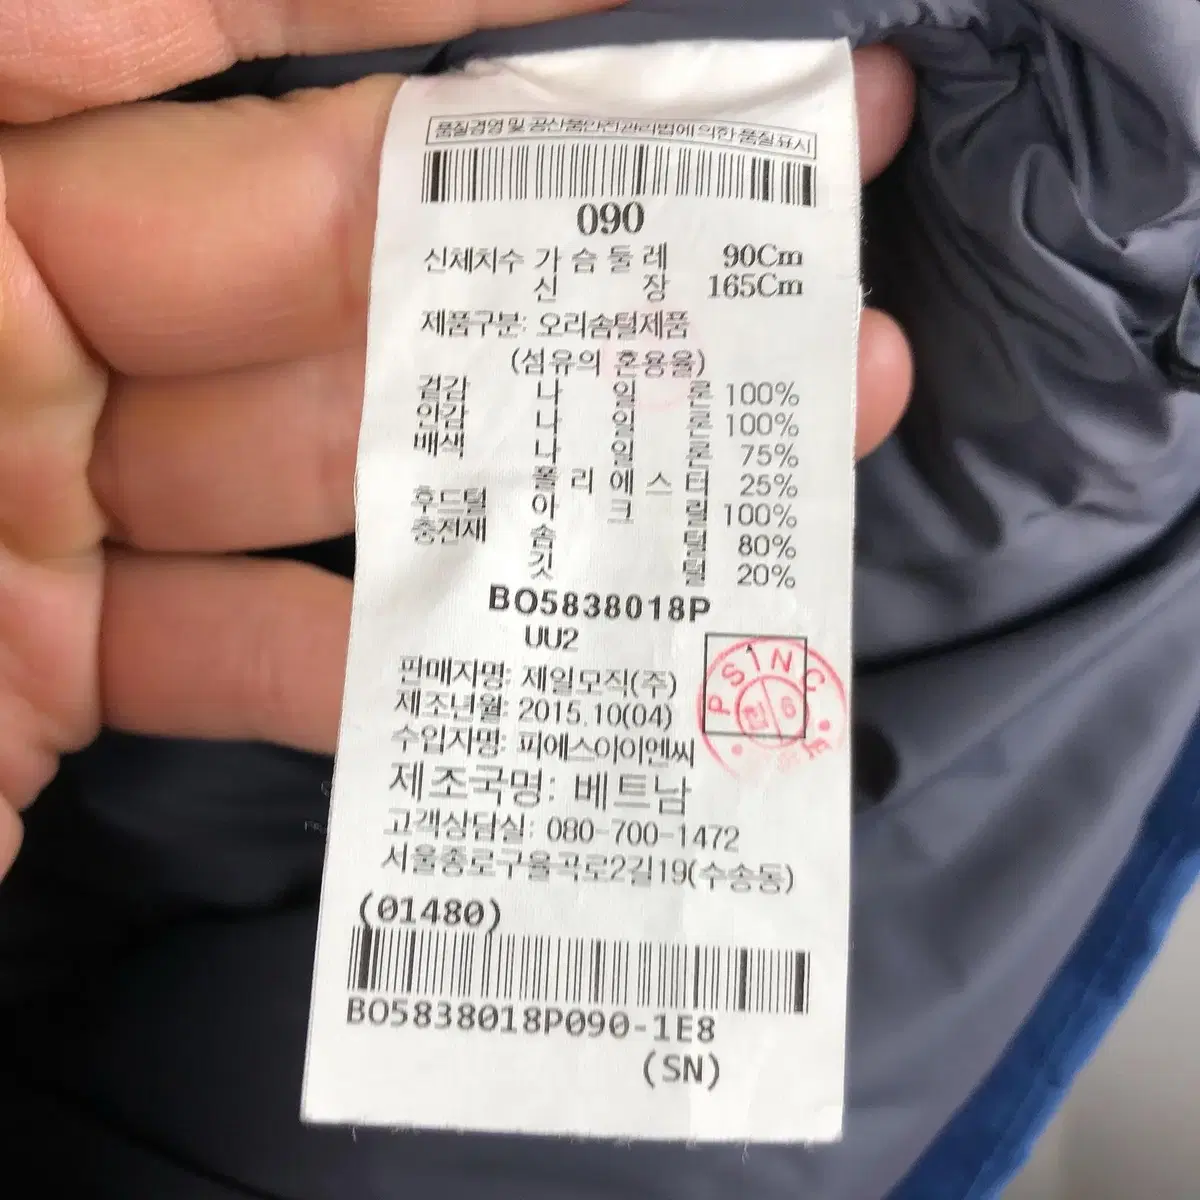 품질경영 및 공산품안전관리법에 의한 품질표시
090
신체치수 가 슴 둘 레 90Cm
신 장 165Cm
제품구분: 오리솜털제품
(섬유의 혼용율)
겉감 나 일 론 100%
안감 나 일 론 100%
배색 나 일 론 75%
폴 리 에 스 터 25%
후드털 아 크 릴 100%
충전재 솜 털 80%
깃 털 20%
BO5838018P
UU2
판매자명: 제일모직(주)
제조년월: 2015.10(04)
수입자명: 피에스아이엔씨
제조국명: 베트남
고객상담실: 080-700-1472
서울종로구율곡로2길19(수송동)
(01480)
BO5838018P090-1E8
(SN)
PSINC
6